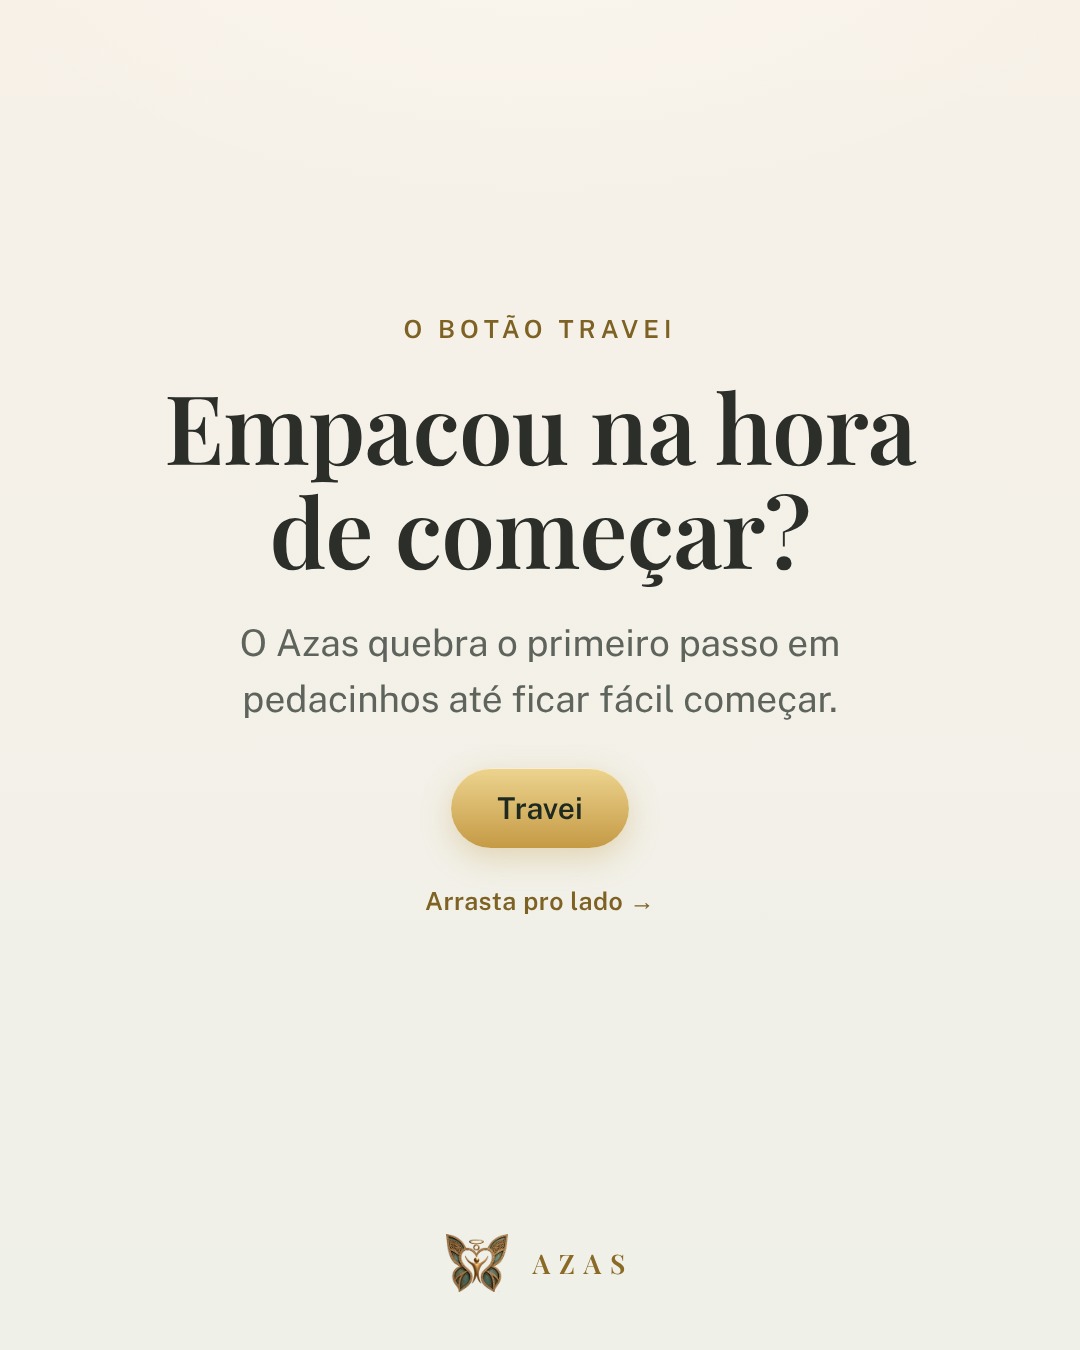 O BOTÃO TRAVEI
Empacou na hora
de começar?
O Azas quebra o primeiro passo em
pedacinhos até ficar fácil começar.
Travei
Arrasta pro lado →
AZAS